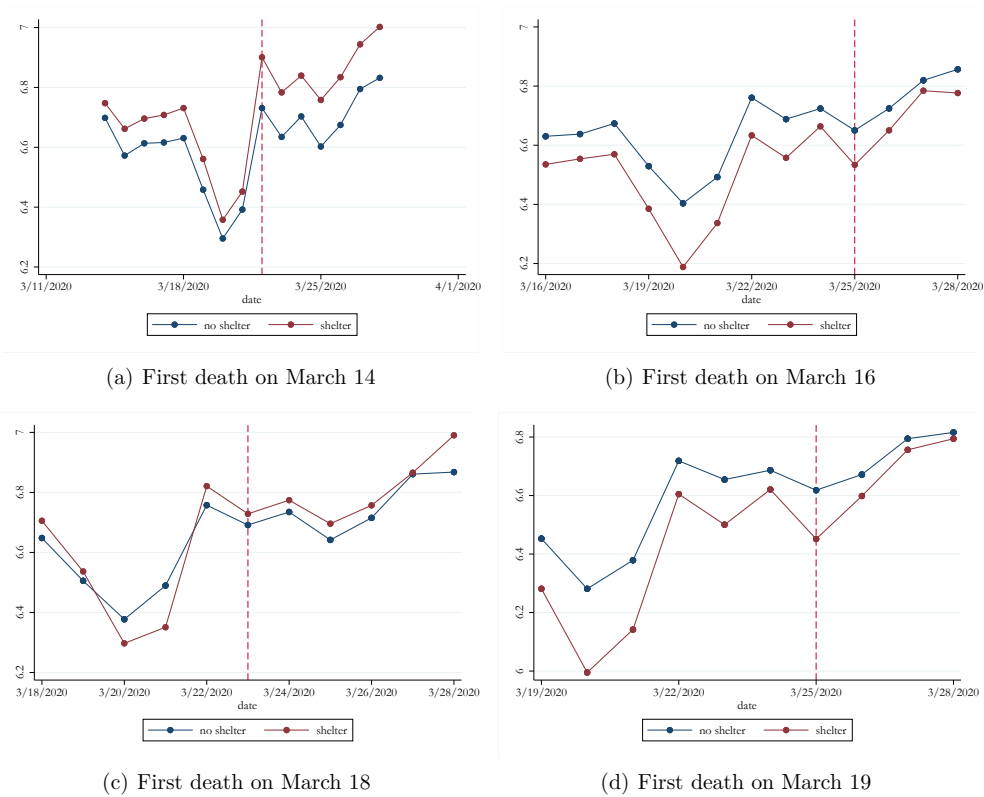 7
6.8
6.6
6.4
6.2
3/11/2020 3/18/2020 3/25/2020 4/1/2020
date
no shelter shelter
(a) First death on March 14
7
6.8
6.6
6.4
6.2
3/16/2020 3/19/2020 3/22/2020 3/25/2020 3/28/2020
date
no shelter shelter
(b) First death on March 16
7
6.8
6.6
6.4
6.2
3/18/2020 3/20/2020 3/22/2020 3/24/2020 3/26/2020 3/28/2020
date
no shelter shelter
(c) First death on March 18
6.8
6.6
6.4
6.2
6
3/19/2020 3/22/2020 3/25/2020 3/28/2020
date
no shelter shelter
(d) First death on March 19